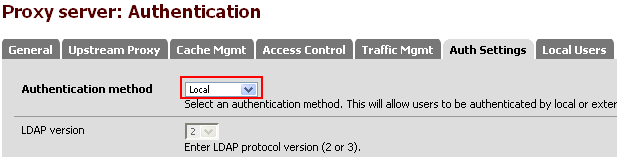 Proxy server: Authentication
General Upstream Proxy Cache Mgmt Access Control Traffic Mgmt Auth Settings Local Users
Authentication method Local
Select an authentication method. This will allow users to be authenticated by local or exter
LDAP version 2
Enter LDAP protocol version (2 or 3).